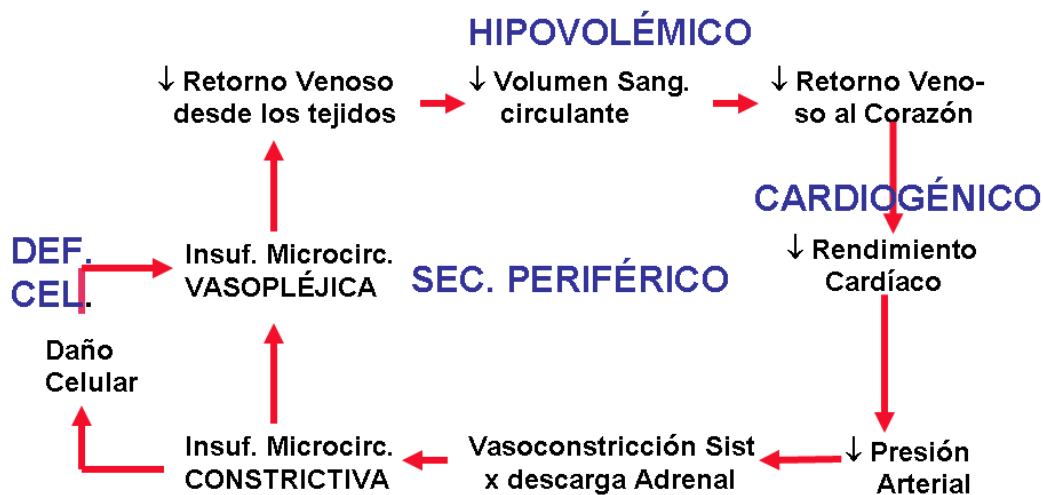 HIPOVOLÉMICO
↓ Retorno Venoso
desde los tejidos
↓ Volumen Sang.
circulante
↓ Retorno Veno-
so al Corazón
CARDIOGÉNICO
↓ Rendimiento
Cardíaco
DEF.
CEL.
Insuf. Microcirc.
VASOPLÉJICA
SEC. PERIFÉRICO
Daño
Celular
Insuf. Microcirc.
CONSTRICTIVA
Vasoconstricción Sist
x descarga Adrenal
↓ Presión
Arterial